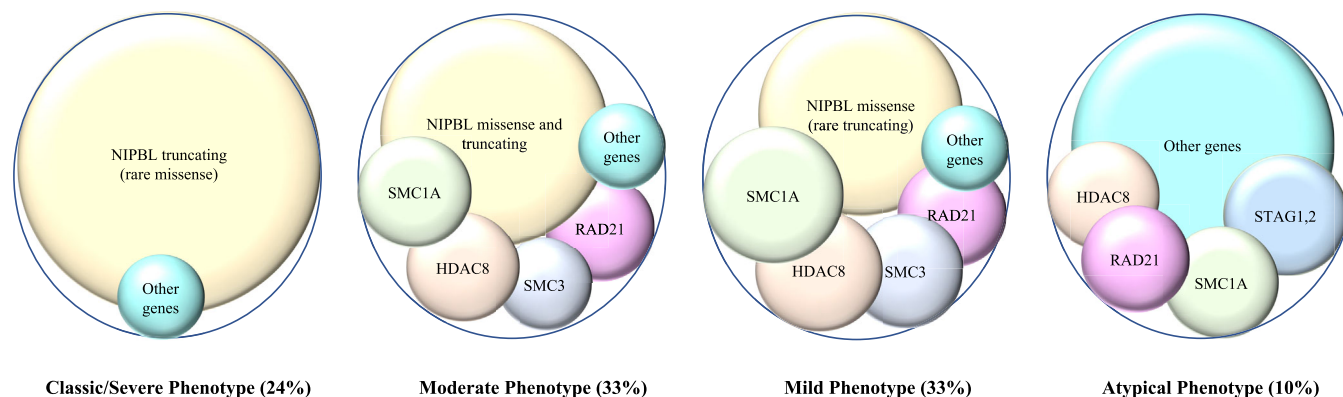 NIPBL truncating
(rare missense)
Other
genes
Classic/Severe Phenotype (24%)
NIPBL missense and
truncating
Other
genes
SMC1A
RAD21
HDAC8
SMC3
Moderate Phenotype (33%)
NIPBL missense
(rare truncating)
Other
genes
SMC1A
RAD21
HDAC8
SMC3
Mild Phenotype (33%)
Other genes
HDAC8
STAG1,2
RAD21
SMC1A
Atypical Phenotype (10%)